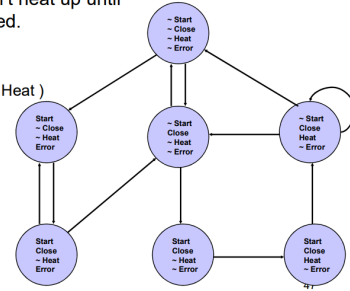 rt heat up until
ed.
Heat )
~ Start
~ Close
~ Heat
~ Error
Start
~ Close
~ Heat
Error
~ Start
Close
~ Heat
~ Error
~ Start
Close
Heat
~ Error
Start
Close
~ Heat
Error
Start
Close
~ Heat
~ Error
Start
Close
Heat
~ Error